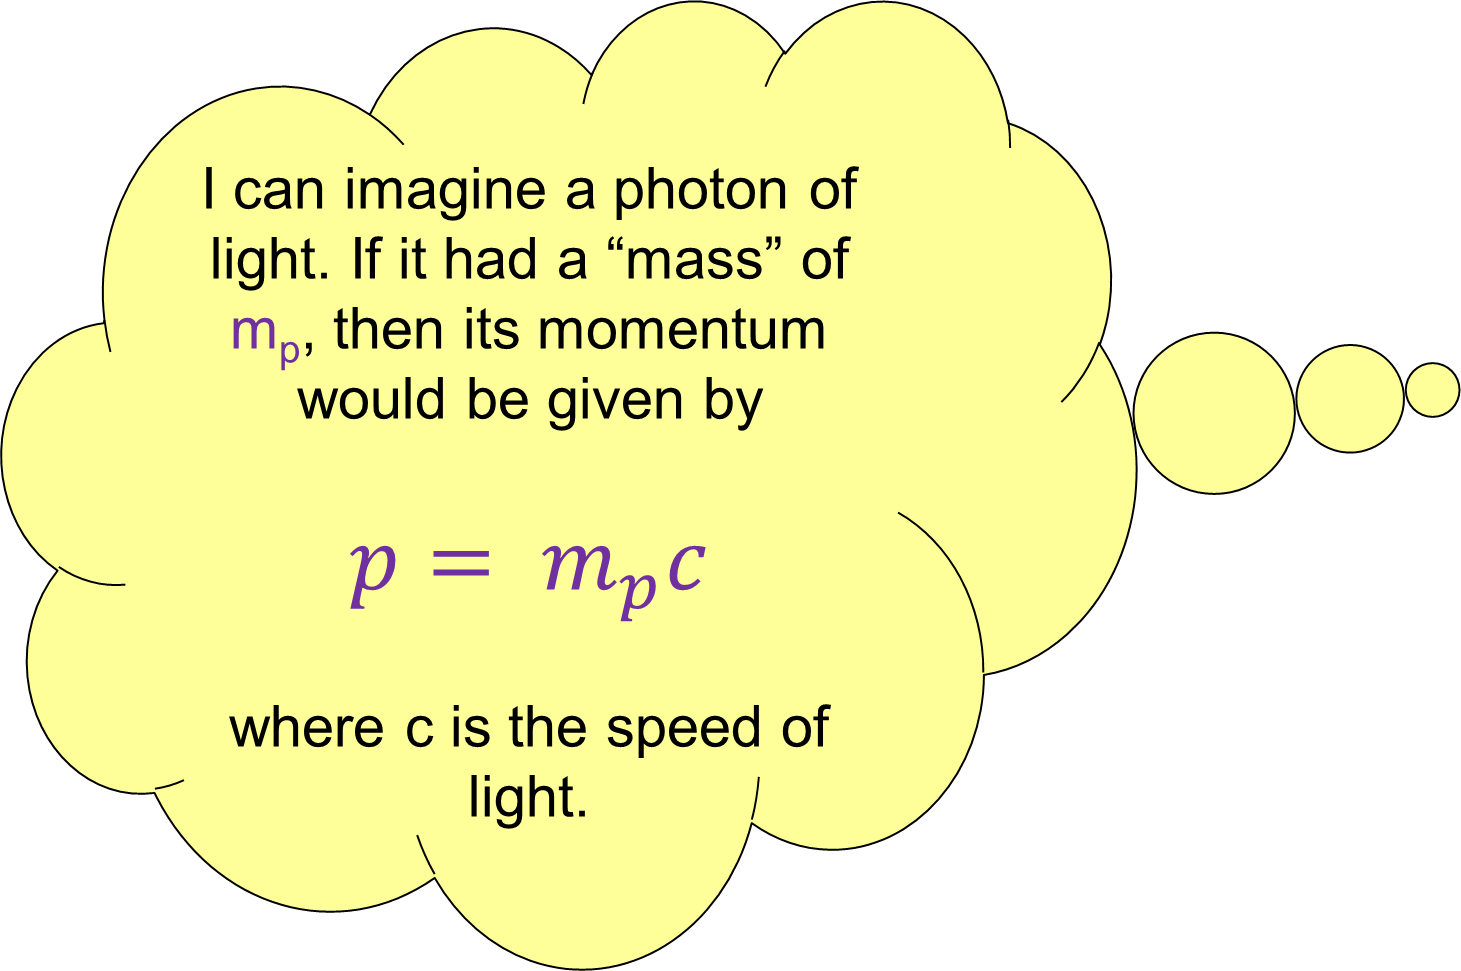 I can imagine a photon of
light. If it had a “mass” of
mₚ, then its momentum
would be given by
p = mₚc
where c is the speed of
light.